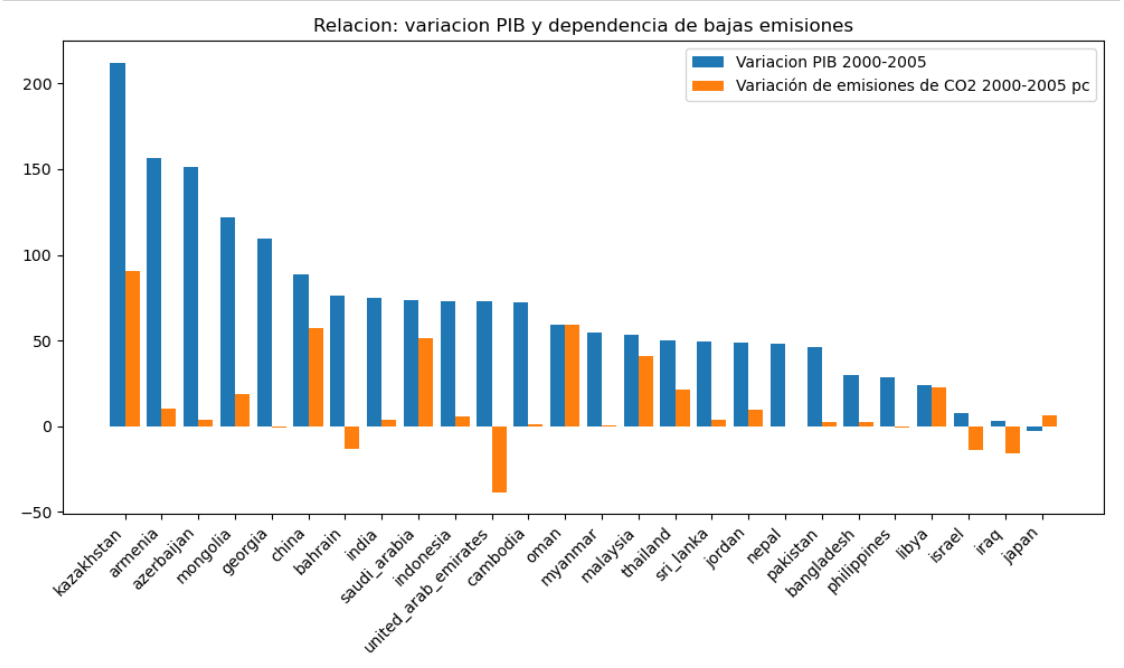 Relacion: variacion PIB y dependencia de bajas emisiones
Variacion PIB 2000-2005
Variación de emisiones de CO2 2000-2005 pc
200
150
100
50
0
−50
kazakhstan
armenia
azerbaijan
mongolia
georgia
china
bahrain
india
saudi_arabia
indonesia
united_arab_emirates
cambodia
oman
myanmar
malaysia
thailand
sri_lanka
jordan
nepal
pakistan
bangladesh
philippines
libya
israel
iraq
japan